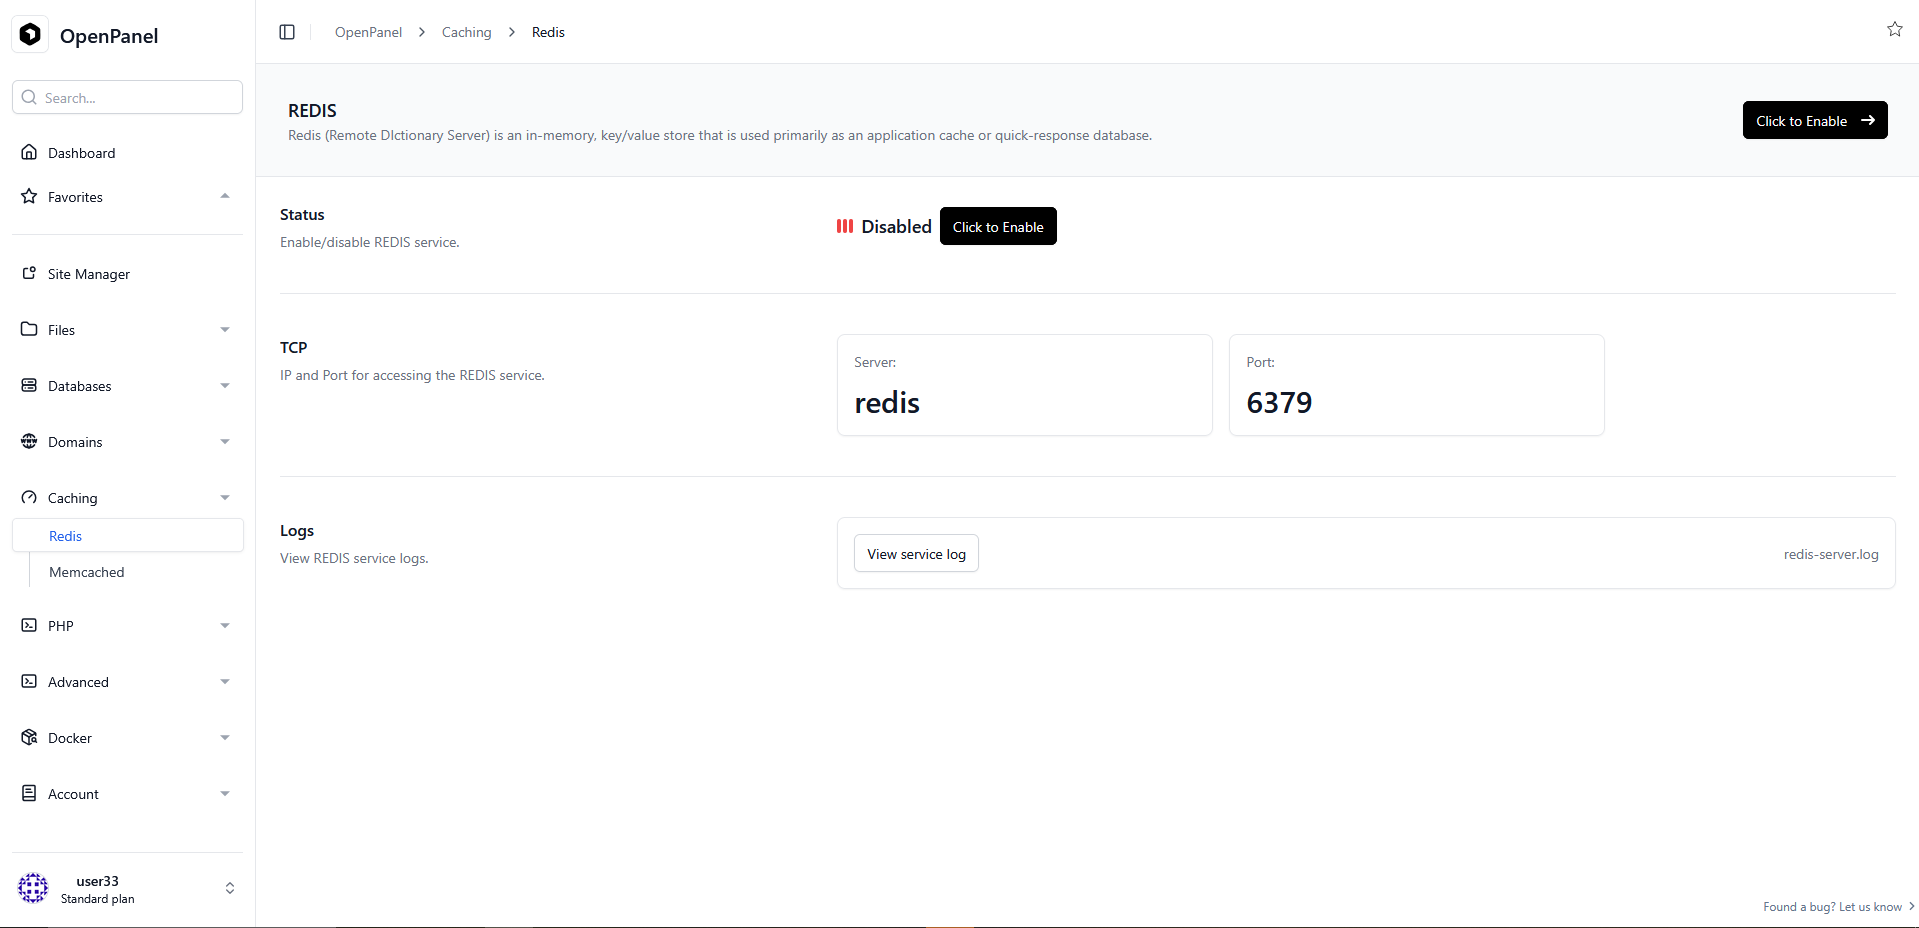 OpenPanel
Search...
Dashboard
Favorites
Site Manager
Files
Databases
Domains
Caching
Redis
Memcached
PHP
Advanced
Docker
Account
user33
Standard plan
OpenPanel > Caching > Redis
REDIS
Redis (Remote DIctionary Server) is an in-memory, key/value store that is used primarily as an application cache or quick-response database.
Click to Enable →
Status
Enable/disable REDIS service.
Disabled
Click to Enable
TCP
IP and Port for accessing the REDIS service.
Server:
redis
Port:
6379
Logs
View REDIS service logs.
View service log
redis-server.log
Found a bug? Let us know >